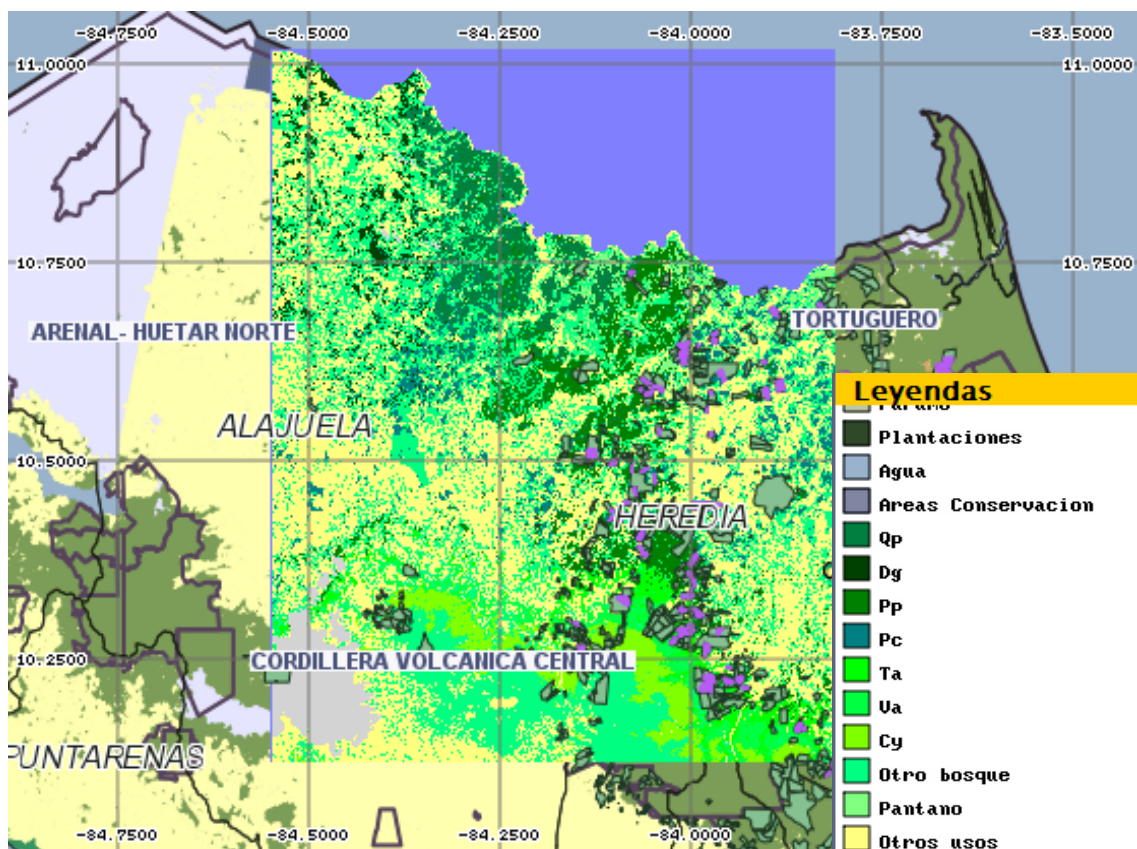 -84.7500 -84.5000 -84.2500 -84.0000 -83.7500 -83.5000
11.0000 11.0000
10.7500 10.7500
ARENAL- HUETAR NORTE
TORTUGUERO
Leyendas
Paramo
ALAJUELA
Plantaciones
10.5000
Agua
Areas Conservacion
HEREDIA
Qp
Dg
Pp
Pc
10.2500
CORDILLERA VOLCANICA CENTRAL
Ta
Va
Cy
PUNTARENAS
Otro bosque
Pantano
-84.7500 -84.5000 -84.2500 -84.0000
Otros usos